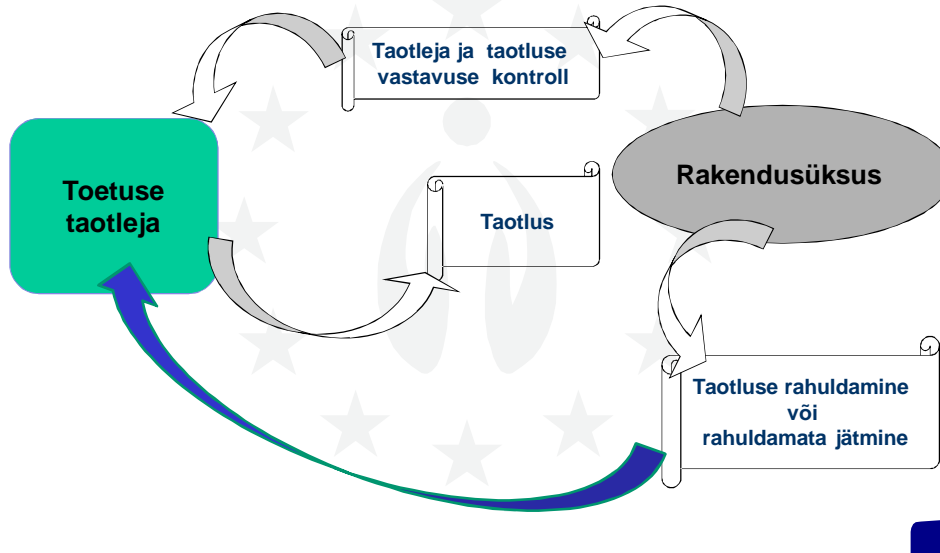 Taotleja ja taotluse
vastavuse kontroll
Toetuse
taotleja
Taotlus
Rakendusüksus
Taotluse rahuldamine
või
rahuldamata jätmine